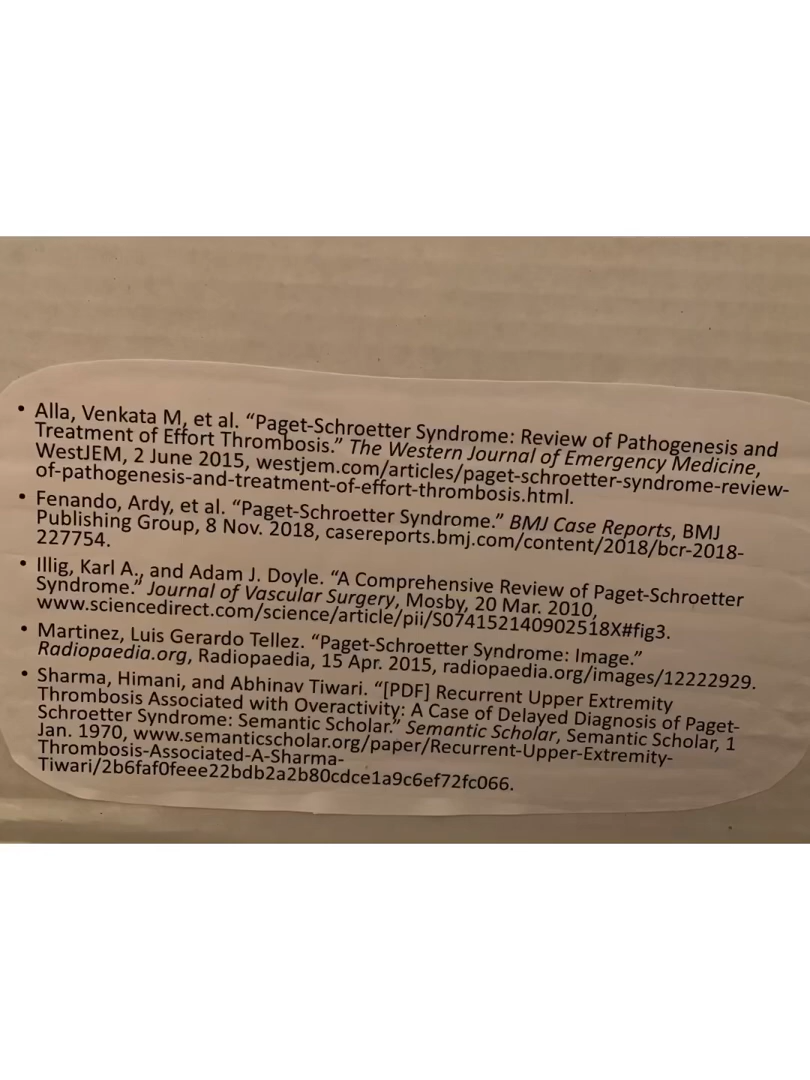 • Alla, Venkata M, et al. “Paget-Schroetter Syndrome: Review of Pathogenesis and
Treatment of Effort Thrombosis.” The Western Journal of Emergency Medicine,
WestJEM, 2 June 2015, westjem.com/articles/paget-schroetter-syndrome-review-
of-pathogenesis-and-treatment-of-effort-thrombosis.html.
• Fenando, Ardy, et al. “Paget-Schroetter Syndrome.” BMJ Case Reports, BMJ
Publishing Group, 8 Nov. 2018, casereports.bmj.com/content/2018/bcr-2018-
227754.
• Illig, Karl A., and Adam J. Doyle. “A Comprehensive Review of Paget-Schroetter
Syndrome.” Journal of Vascular Surgery, Mosby, 20 Mar. 2010,
www.sciencedirect.com/science/article/pii/S074152140902518X#fig3.
• Martinez, Luis Gerardo Tellez. “Paget-Schroetter Syndrome: Image.”
Radiopaedia.org, Radiopaedia, 15 Apr. 2015, radiopaedia.org/images/12222929.
• Sharma, Himani, and Abhinav Tiwari. “[PDF] Recurrent Upper Extremity
Thrombosis Associated with Overactivity: A Case of Delayed Diagnosis of Paget-
Schroetter Syndrome: Semantic Scholar.” Semantic Scholar, Semantic Scholar, 1
Jan. 1970, www.semanticscholar.org/paper/Recurrent-Upper-Extremity-
Thrombosis-Associated-A-Sharma-
Tiwari/2b6faf0feee22bdb2a2b80cdce1a9c6ef72fc066.